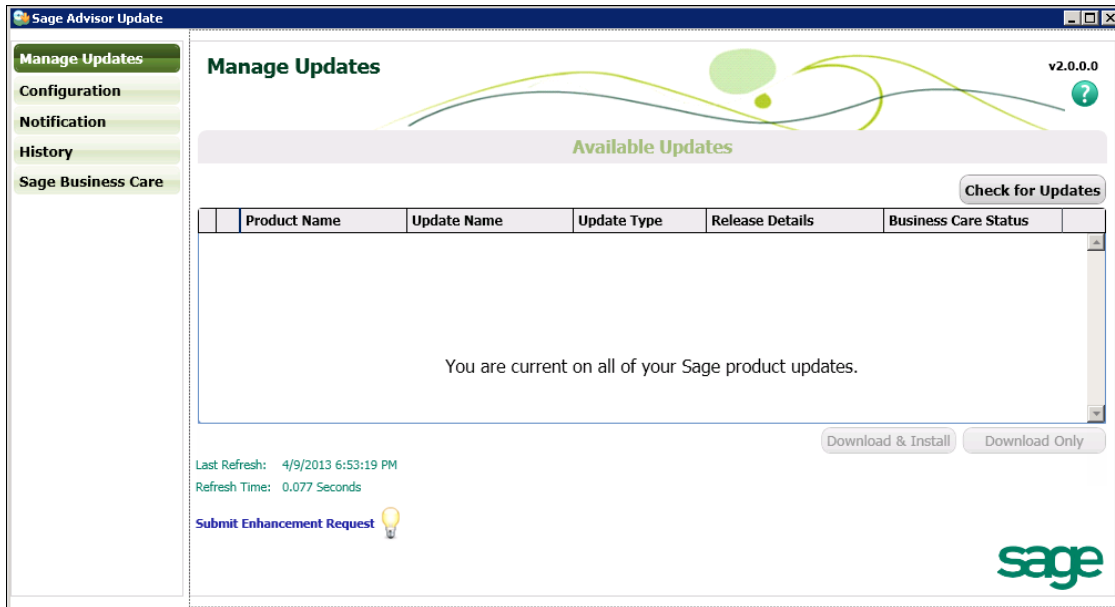 Sage Advisor Update
Manage Updates
Configuration
Notification
History
Sage Business Care
Manage Updates
v2.0.0.0
?
Available Updates
Check for Updates
Product Name Update Name Update Type Release Details Business Care Status
You are current on all of your Sage product updates.
Download & Install Download Only
Last Refresh: 4/9/2013 6:53:19 PM
Refresh Time: 0.077 Seconds
Submit Enhancement Request
sage